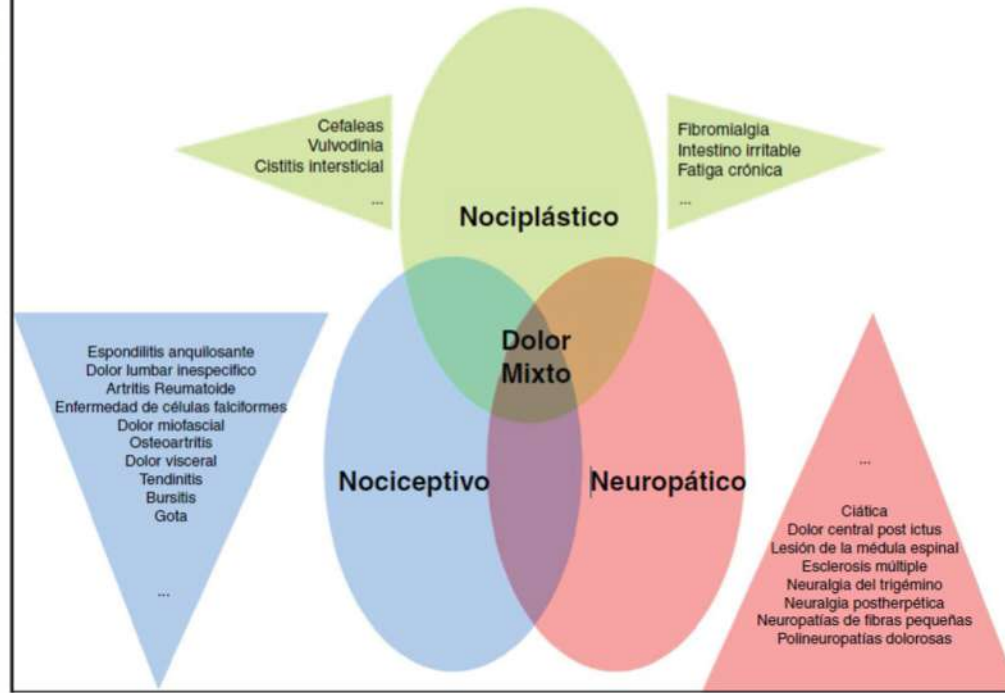 Cefaleas
Vulvodinia
Cistitis intersticial
...
Fibromialgia
Intestino irritable
Fatiga crónica
...
Nociplástico
Dolor
Mixto
Espondilitis anquilosante
Dolor lumbar inespecifico
Artritis Reumatoide
Enfermedad de células falciformes
Dolor miofascial
Osteoartritis
Dolor visceral
Tendinitis
Bursitis
Gota
...
Nociceptivo
Neuropático
...
Ciática
Dolor central post ictus
Lesión de la médula espinal
Esclerosis múltiple
Neuralgia del trigémino
Neuralgia postherpética
Neuropatías de fibras pequeñas
Polineuropatías dolorosas